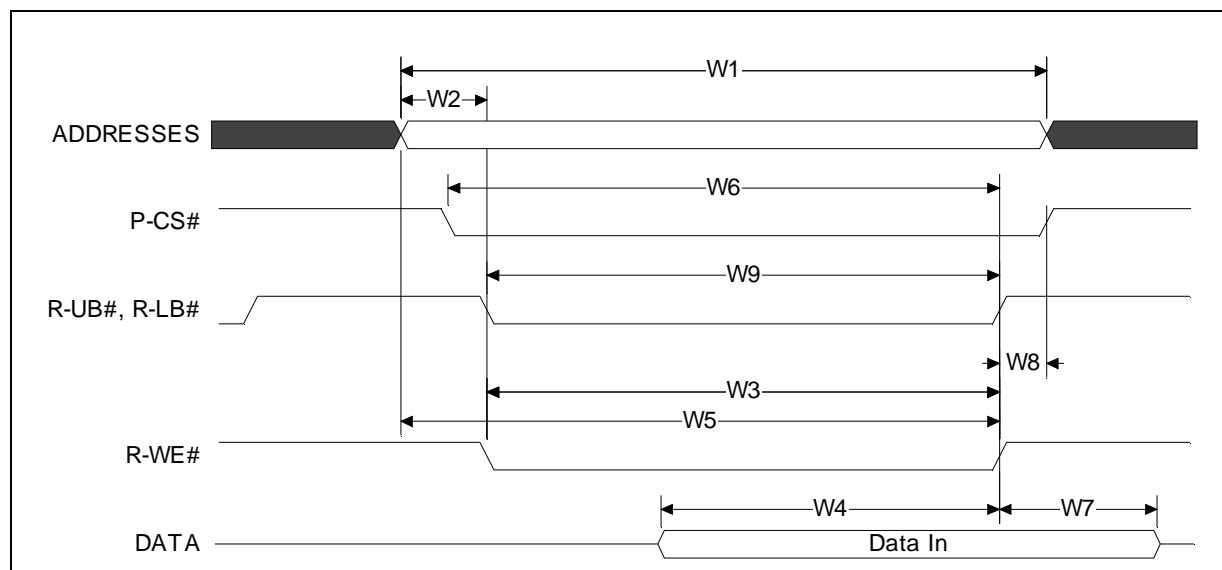 W1
W2
ADDRESSES
W6
P-CS#
W9
R-UB#, R-LB#
W8
W3
W5
R-WE#
W4
W7
DATA
Data In